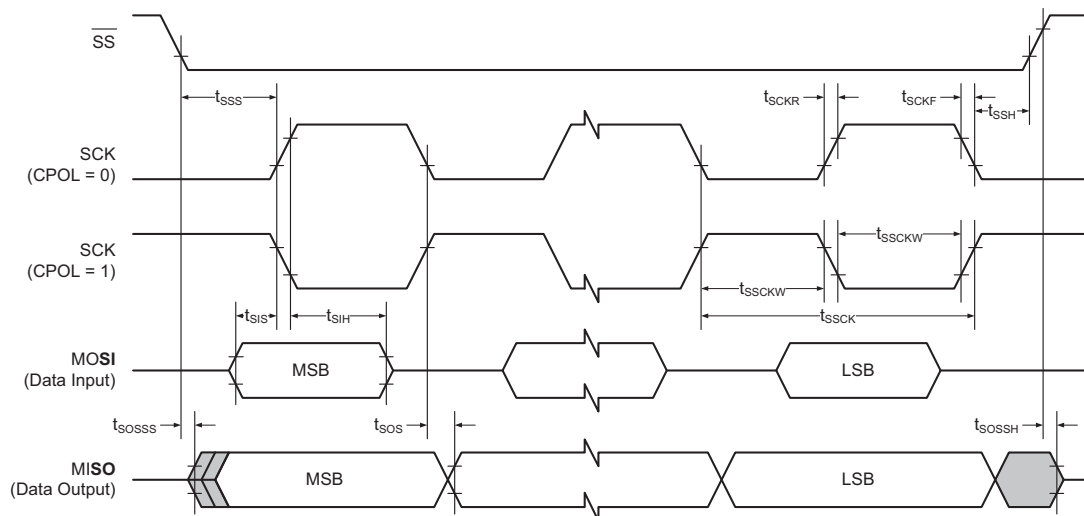 SS
tSSS
tSCKR
tSCKF
tSSH
SCK
(CPOL = 0)
SCK
(CPOL = 1)
tSSCKW
tSSCKW
tSSCK
tSIS
tSIH
MOSI
(Data Input)
MSB
LSB
tSOSSS
tSOS
tSOSSH
MISO
(Data Output)
MSB
LSB